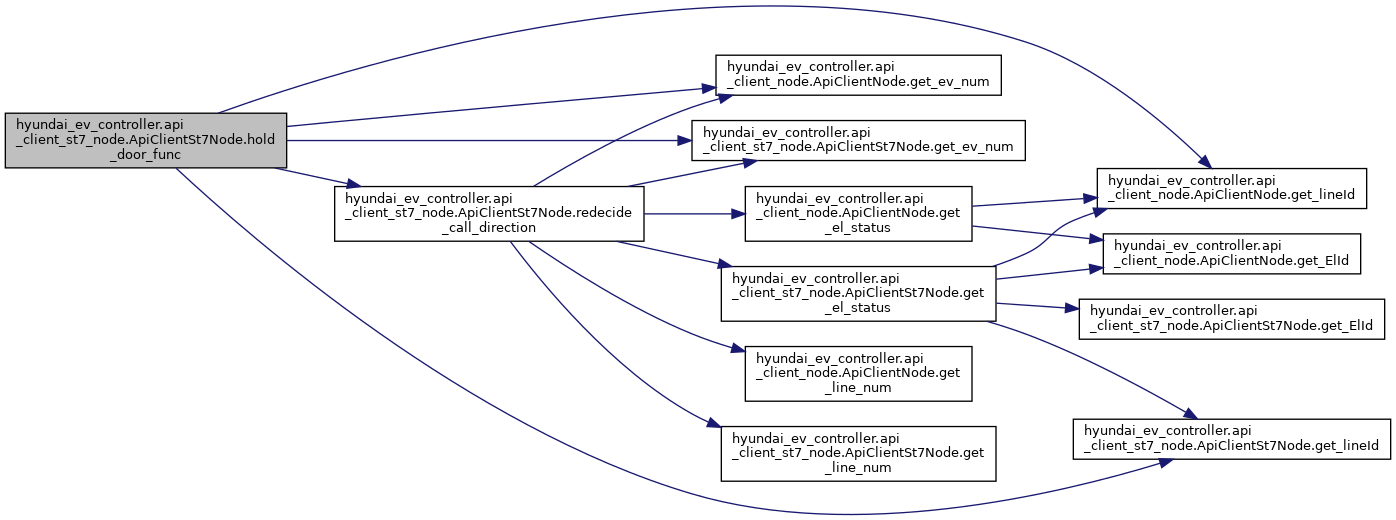 hyundai_ev_controller.api
_client_st7_node.ApiClientSt7Node.hold
_door_func
hyundai_ev_controller.api
_client_st7_node.ApiClientSt7Node.redecide
_call_direction
hyundai_ev_controller.api
_client_node.ApiClientNode.get_ev_num
hyundai_ev_controller.api
_client_st7_node.ApiClientSt7Node.get_ev_num
hyundai_ev_controller.api
_client_node.ApiClientNode.get
_el_status
hyundai_ev_controller.api
_client_st7_node.ApiClientSt7Node.get
_el_status
hyundai_ev_controller.api
_client_node.ApiClientNode.get
_line_num
hyundai_ev_controller.api
_client_st7_node.ApiClientSt7Node.get
_line_num
hyundai_ev_controller.api
_client_node.ApiClientNode.get_lineId
hyundai_ev_controller.api
_client_node.ApiClientNode.get_ElId
hyundai_ev_controller.api
_client_st7_node.ApiClientSt7Node.get_ElId
hyundai_ev_controller.api
_client_st7_node.ApiClientSt7Node.get_lineId